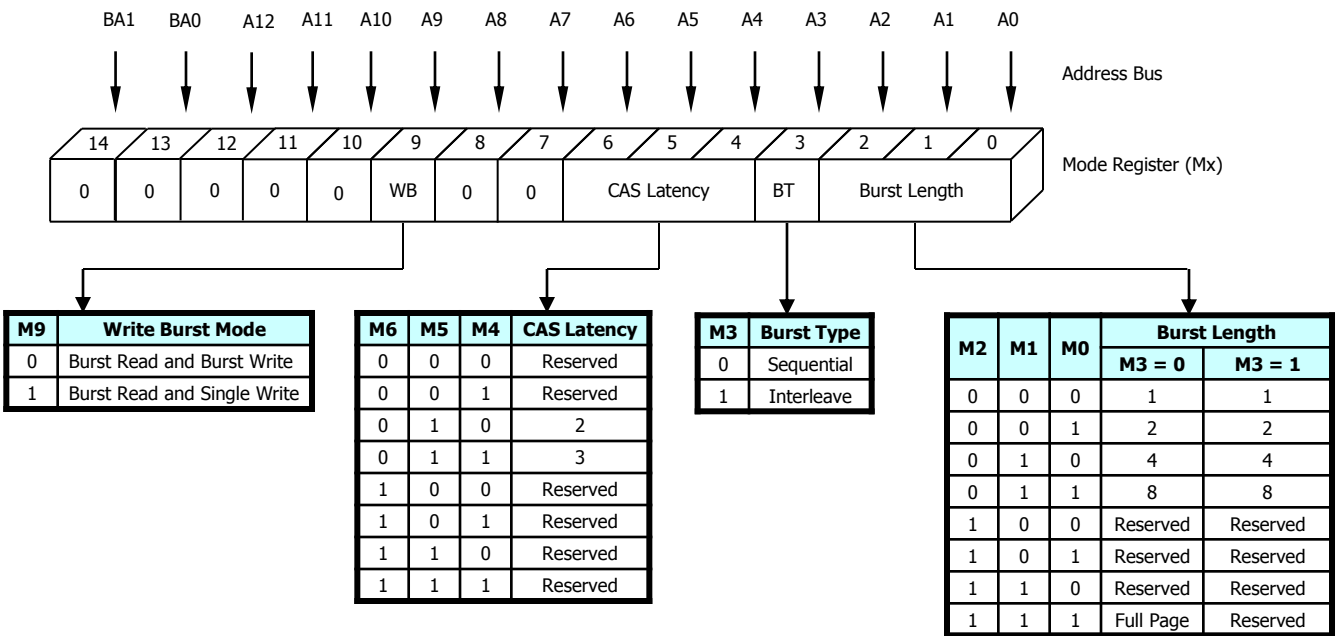 BA1 BA0 A12 A11 A10 A9 A8 A7 A6 A5 A4 A3 A2 A1 A0
Address Bus
14 13 12 11 10 9 8 7 6 5 4 3 2 1 0
Mode Register (Mx)
0 0 0 0 0 WB 0 0 CAS Latency BT Burst Length
M9 Write Burst Mode
0 Burst Read and Burst Write
1 Burst Read and Single Write
M6 M5 M4 CAS Latency
0 0 0 Reserved
0 0 1 Reserved
0 1 0 2
0 1 1 3
1 0 0 Reserved
1 0 1 Reserved
1 1 0 Reserved
1 1 1 Reserved
M3 Burst Type
0 Sequential
1 Interleave
M2 M1 M0 Burst Length
M3 = 0 M3 = 1
0 0 0 1 1
0 0 1 2 2
0 1 0 4 4
0 1 1 8 8
1 0 0 Reserved Reserved
1 0 1 Reserved Reserved
1 1 0 Reserved Reserved
1 1 1 Full Page Reserved